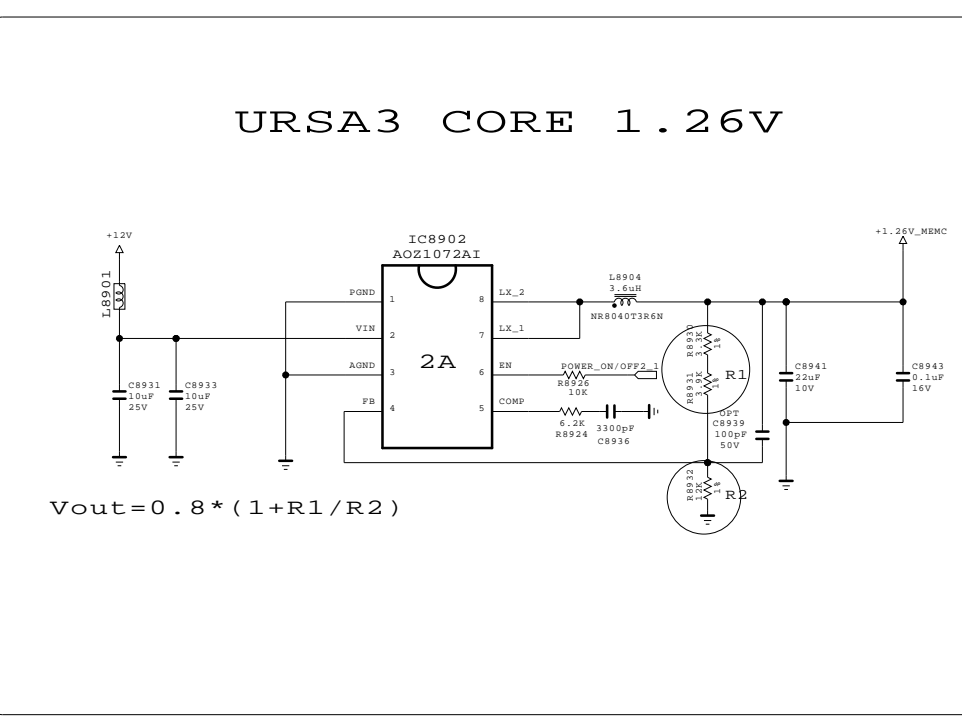 URSA3 CORE 1.26V
+12V
L8901
C8931
10uF
25V
C8933
10uF
25V
IC8902
AOZ1072AI
PGND
1
VIN
2
AGND
3
FB
4
2A
8
LX_2
7
LX_1
6
EN
5
COMP
L8904
3.6uH
NR8040T3R6N
POWER_ON/OFF2_1
R8926
10K
6.2K
R8924
3300pF
C8936
R8930
3.3K
1%
R8931
3.9K
1%
R1
OPT
C8939
100pF
50V
R8932
12K
1%
R2
C8941
22uF
10V
+1.26V_MEMC
C8943
0.1uF
16V
Vout=0.8*(1+R1/R2)